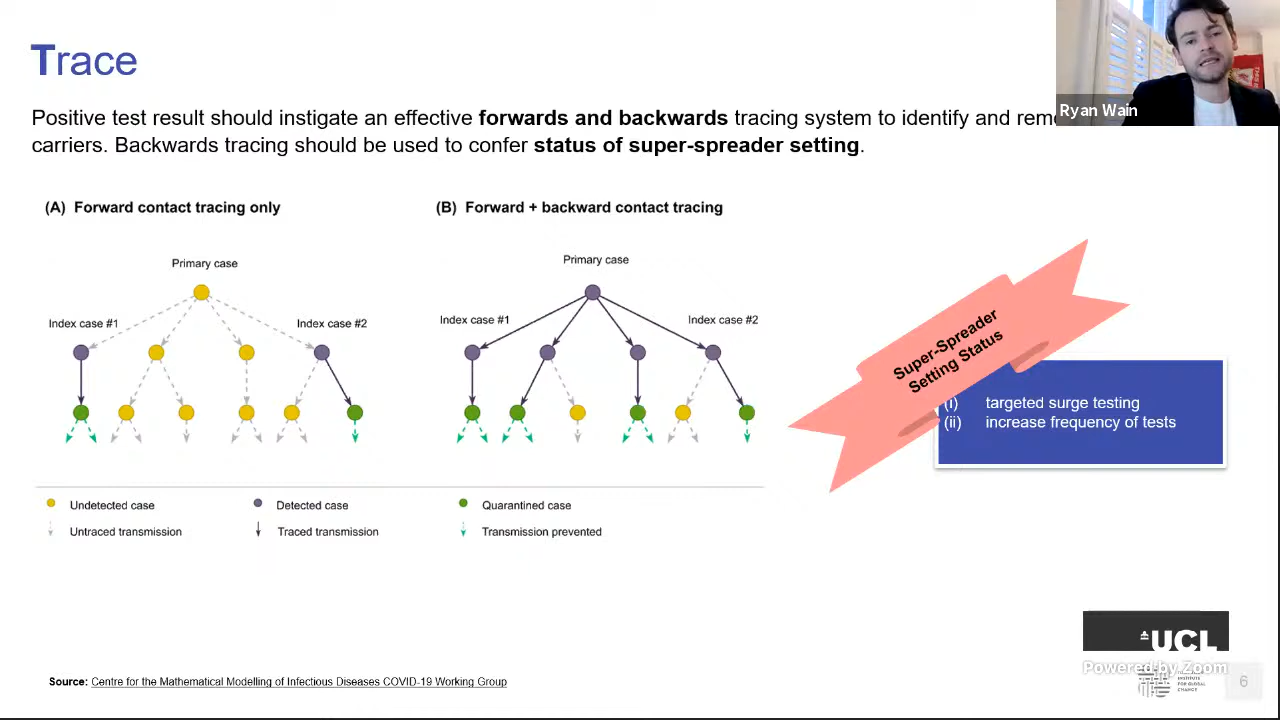 Trace
Ryan Wain
Positive test result should instigate an effective forwards and backwards tracing system to identify and
carriers. Backwards tracing should be used to confer status of super-spreader setting.
(A) Forward contact tracing only
(B) Forward + backward contact tracing
Primary case
Primary case
Index case #1
Index case #2
Index case #1
Index case #2
Super-Spreader
Setting Status
(i) targeted surge testing
(ii) increase frequency of tests
Undetected case
Detected case
Quarantined case
Untraced transmission
Traced transmission
Transmission prevented
UCL
Powered by Zoom
INSTITUTE
FOR GLOBAL
CHANGE
Source: Centre for the Mathematical Modelling of Infectious Diseases COVID-19 Working Group
6